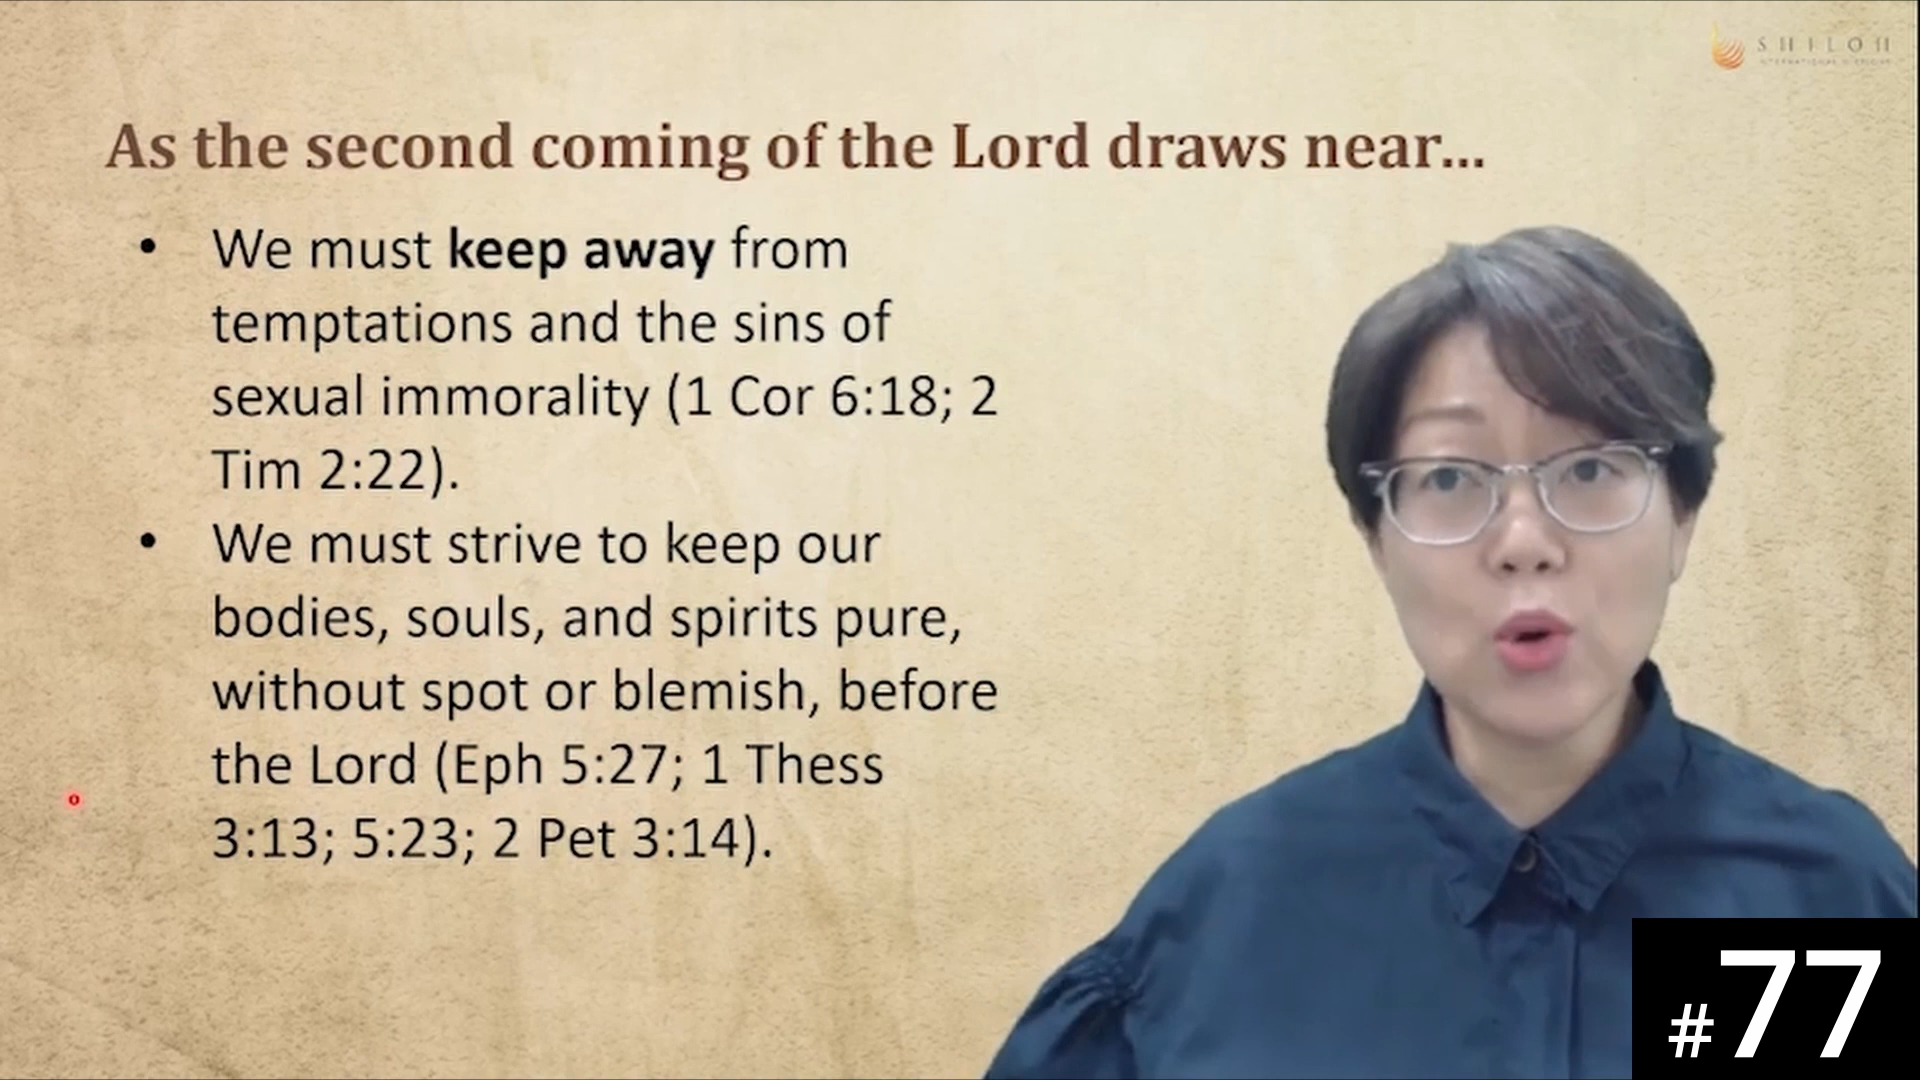 SHILOH
As the second coming of the Lord draws near...
• We must keep away from
temptations and the sins of
sexual immorality (1 Cor 6:18; 2
Tim 2:22).
• We must strive to keep our
bodies, souls, and spirits pure,
without spot or blemish, before
the Lord (Eph 5:27; 1 Thess
3:13; 5:23; 2 Pet 3:14).
#77